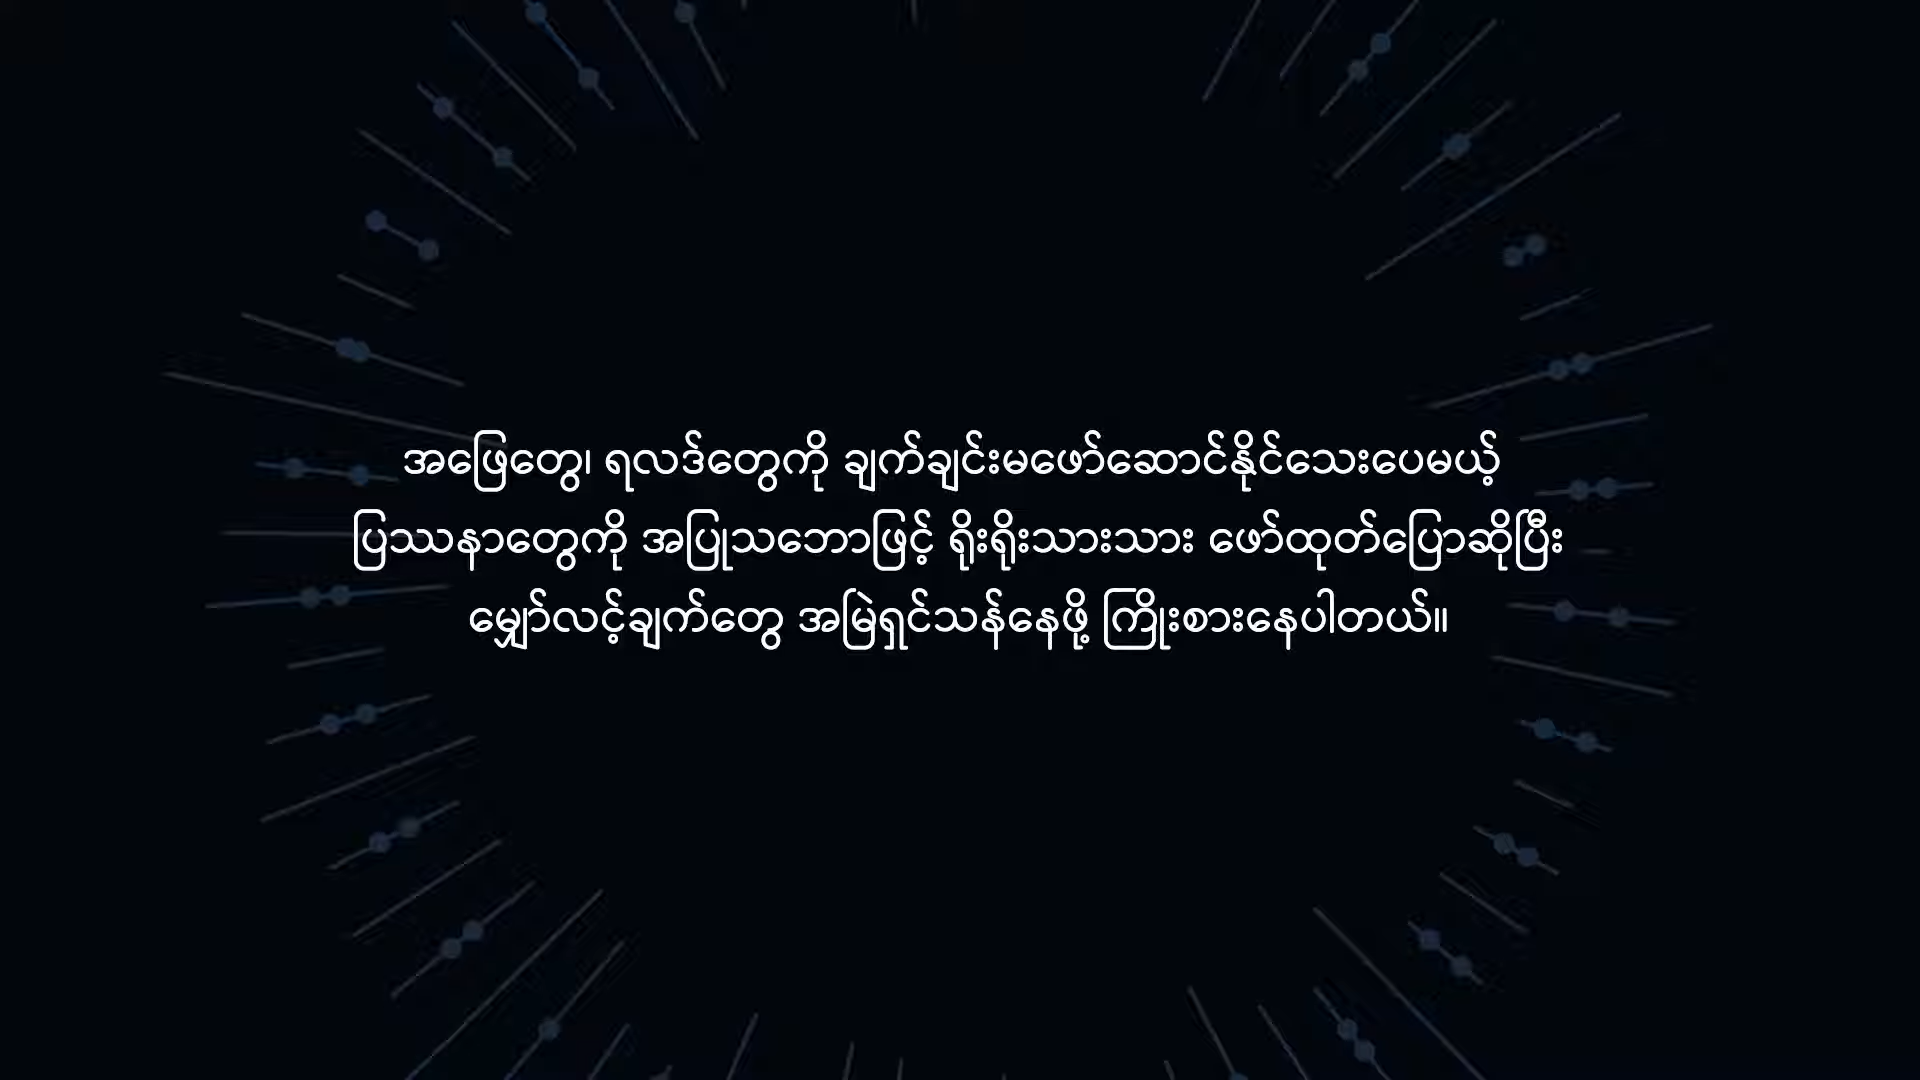 အဖြေတွေ၊ ရလဒ်တွေကို ချက်ချင်းမဖော်ဆောင်နိုင်သေးပေမယ့်
ပြဿနာတွေကို အပြုသဘောဖြင့် ရိုးရိုးသားသား ဖော်ထုတ်ပြောဆိုပြီး
မျှော်လင့်ချက်တွေ အမြဲရှင်သန်နေဖို့ ကြိုးစားနေပါတယ်။